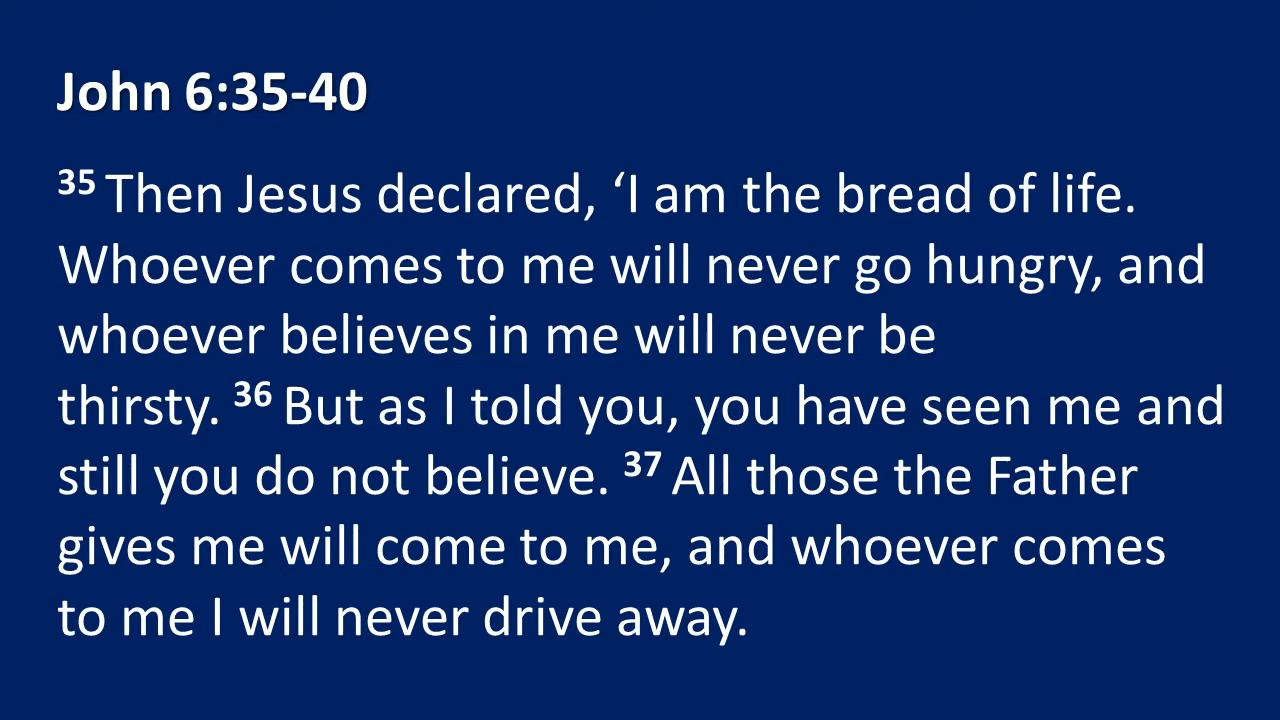 John 6:35-40
35 Then Jesus declared, ‘I am the bread of life.
Whoever comes to me will never go hungry, and
whoever believes in me will never be
thirsty. 36 But as I told you, you have seen me and
still you do not believe. 37 All those the Father
gives me will come to me, and whoever comes
to me I will never drive away.